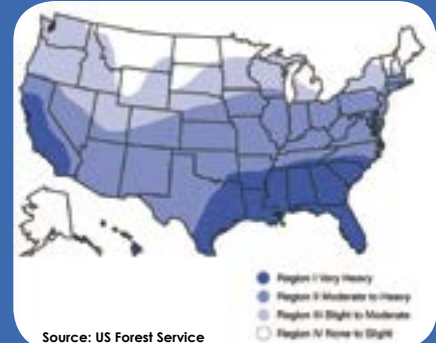 Region I Very Heavy
Region II Moderate to Heavy
Region III Slight to Moderate
Region IV None to Slight
Source: US Forest Service